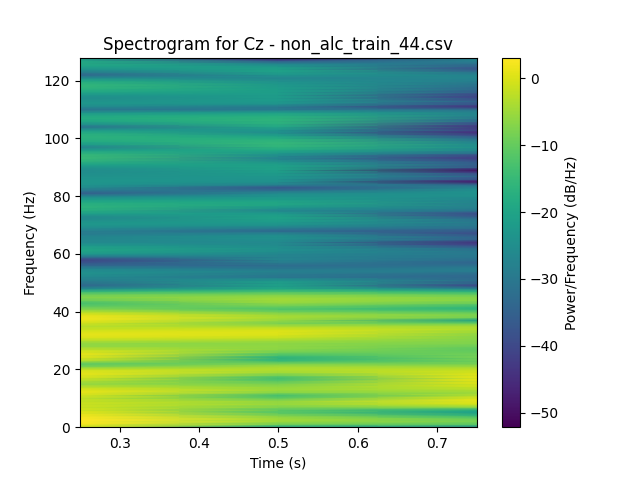 Spectrogram for Cz - non_alc_train_44.csv
120
100
80
60
40
20
0
Frequency (Hz)
0.3 0.4 0.5 0.6 0.7
Time (s)
0
−10
−20
−30
−40
−50
Power/Frequency (dB/Hz)